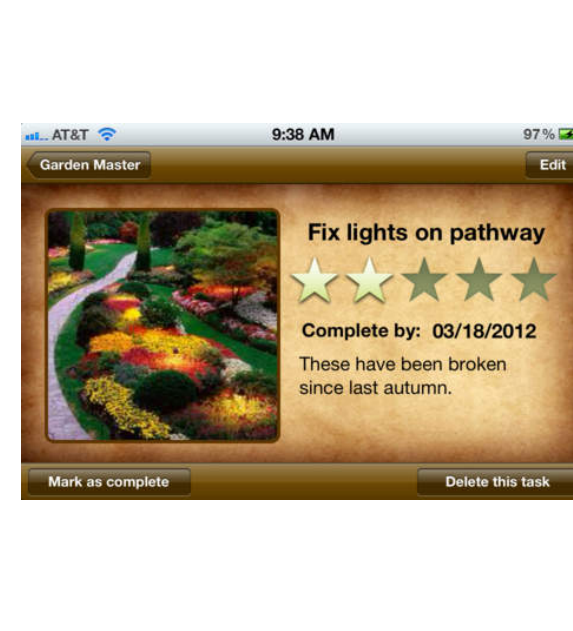 AT&T 9:38 AM 97%
Garden Master Edit
Fix lights on pathway
Complete by: 03/18/2012
These have been broken
since last autumn.
Mark as complete Delete this task